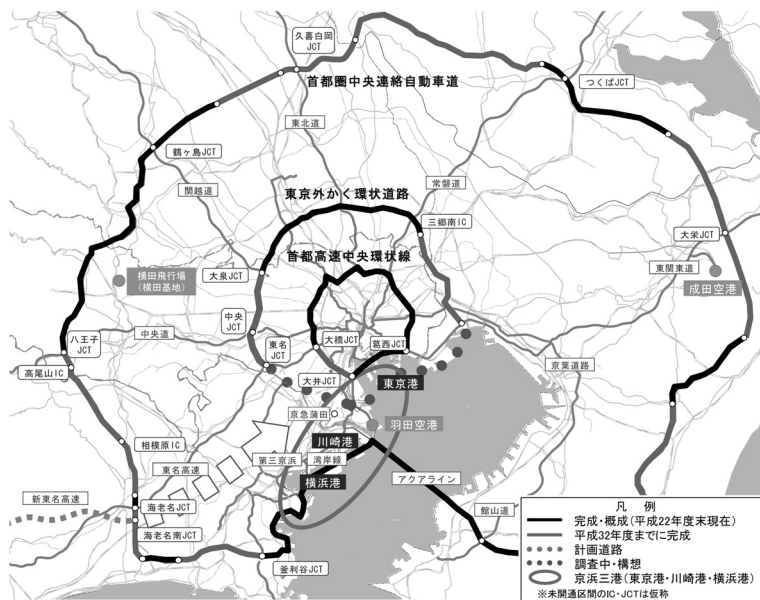 久喜白岡
JCT
首都圏中央連絡自動車道
つくばJCT
東北道
鶴ヶ島JCT
関越道
常磐道
東京外かく環状道路
三郷南IC
大栄JCT
首都高速中央環状線
東関東道
大泉JCT
横田飛行場
(横田基地)
成田空港
中央
JCT
八王子
JCT
中央道
東名
JCT
大橋JCT
葛西JCT
高尾山IC
京葉道路
大井JCT
東京港
京急蒲田
羽田空港
相模原IC
川崎港
東名高速
第三京浜
湾岸線
横浜港
アクアライン
新東名高速
海老名JCT
館山道
海老名南JCT
釜利谷JCT
凡 例
完成・概成(平成22年度末現在)
平成32年度までに完成
計画道路
調査中・構想
京浜三港(東京港・川崎港・横浜港)
※未開通区間のIC・JCTは仮称